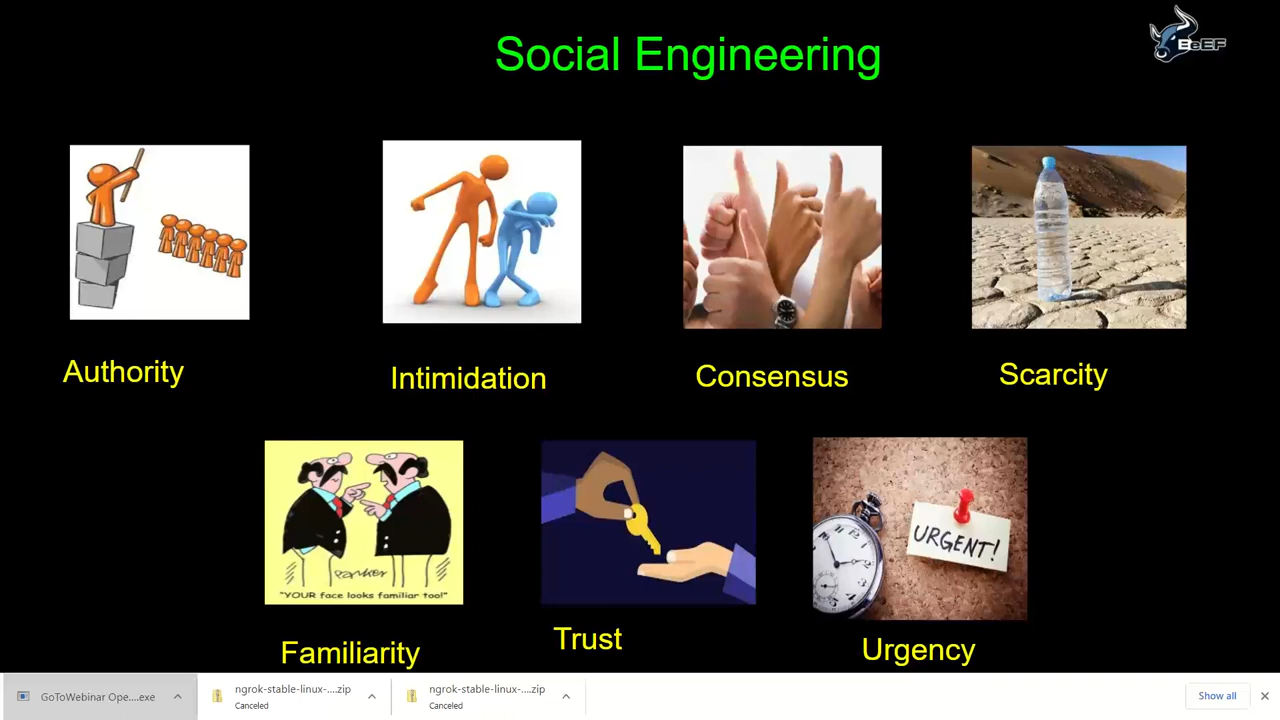 Social Engineering
BeEF
Authority
Intimidation
Consensus
Scarcity
URGENT!
"YOUR face looks familiar too!"
Familiarity
Trust
Urgency
GoToWebinar Ope....exe
ngrok-stable-linux-....zip
Canceled
ngrok-stable-linux-....zip
Canceled
Show all